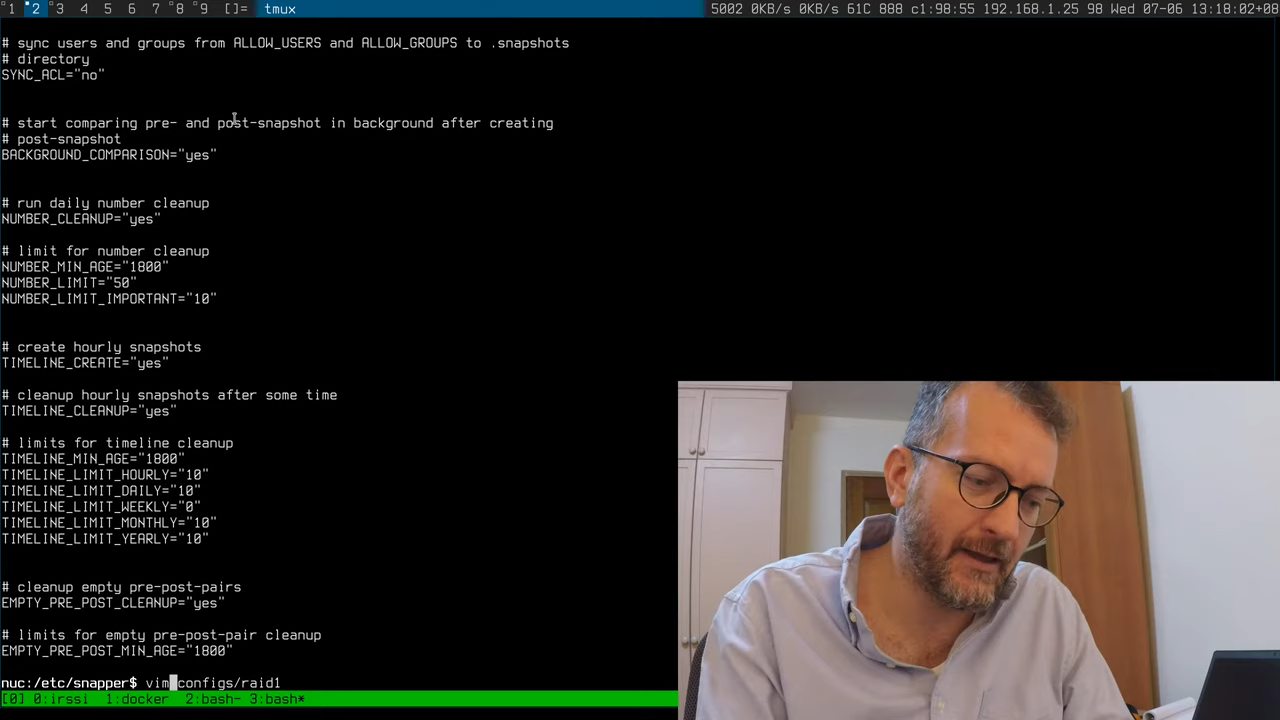 1 2 3 4 5 6 7 8 9 []= tmux 5002 0KB/s 0KB/s 61C 888 c1:98:55 192.168.1.25 98 Wed 07-06 13:18:02+08
# sync users and groups from ALLOW_USERS and ALLOW_GROUPS to .snapshots
# directory
SYNC_ACL="no"
# start comparing pre- and post-snapshot in background after creating
# post-snapshot
BACKGROUND_COMPARISON="yes"
# run daily number cleanup
NUMBER_CLEANUP="yes"
# limit for number cleanup
NUMBER_MIN_AGE="1800"
NUMBER_LIMIT="50"
NUMBER_LIMIT_IMPORTANT="10"
# create hourly snapshots
TIMELINE_CREATE="yes"
# cleanup hourly snapshots after some time
TIMELINE_CLEANUP="yes"
# limits for timeline cleanup
TIMELINE_MIN_AGE="1800"
TIMELINE_LIMIT_HOURLY="10"
TIMELINE_LIMIT_DAILY="10"
TIMELINE_LIMIT_WEEKLY="0"
TIMELINE_LIMIT_MONTHLY="10"
TIMELINE_LIMIT_YEARLY="10"
# cleanup empty pre-post-pairs
EMPTY_PRE_POST_CLEANUP="yes"
# limits for empty pre-post-pair cleanup
EMPTY_PRE_POST_MIN_AGE="1800"
nuc:/etc/snapper$ vim configs/raid1
[0] 0:irssi 1:docker 2:bash- 3:bash*